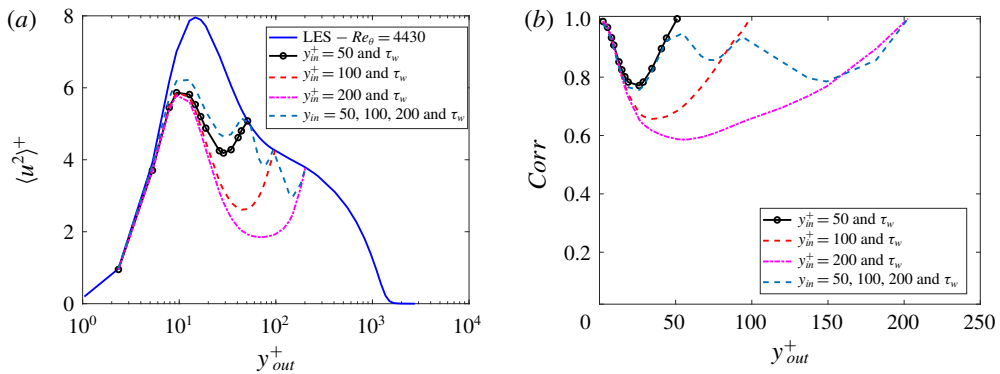 (a)
8
6
4
2
0
⟨u²⟩⁺
10⁰ 10¹ 10² 10³ 10⁴
y⁺out
LES − Reθ = 4430
y⁺in = 50 and τw
y⁺in = 100 and τw
y⁺in = 200 and τw
yin = 50, 100, 200 and τw
(b)
1.0
0.8
0.6
0.4
0.2
Corr
0 50 100 150 200 250
y⁺out
y⁺in = 50 and τw
y⁺in = 100 and τw
y⁺in = 200 and τw
yin = 50, 100, 200 and τw